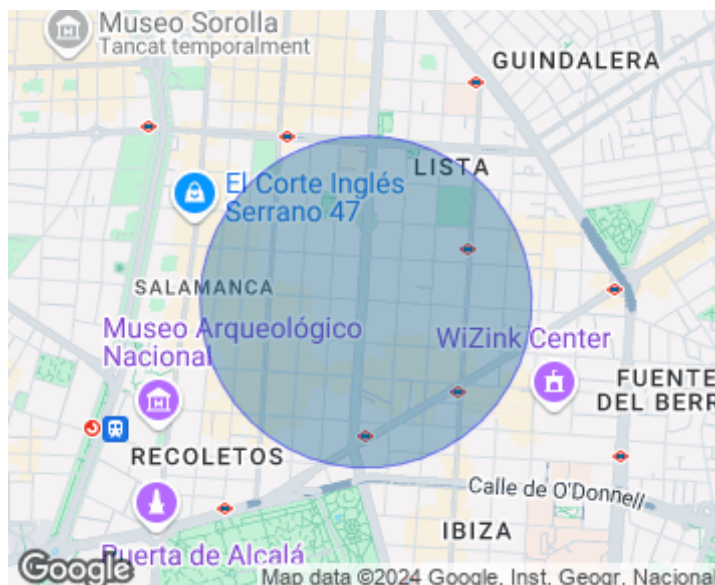 Museo Sorolla
Tancat temporalment
GUINDALERA
LISTA
El Corte Inglés
Serrano 47
SALAMANCA
Museo Arqueológico
Nacional
WiZink Center
FUENTE
DEL BERR
RECOLETOS
Calle de O'Donnell
Puerta de Alcalá
IBIZA
Google
Map data ©2024 Google, Inst. Geogr. Nacional